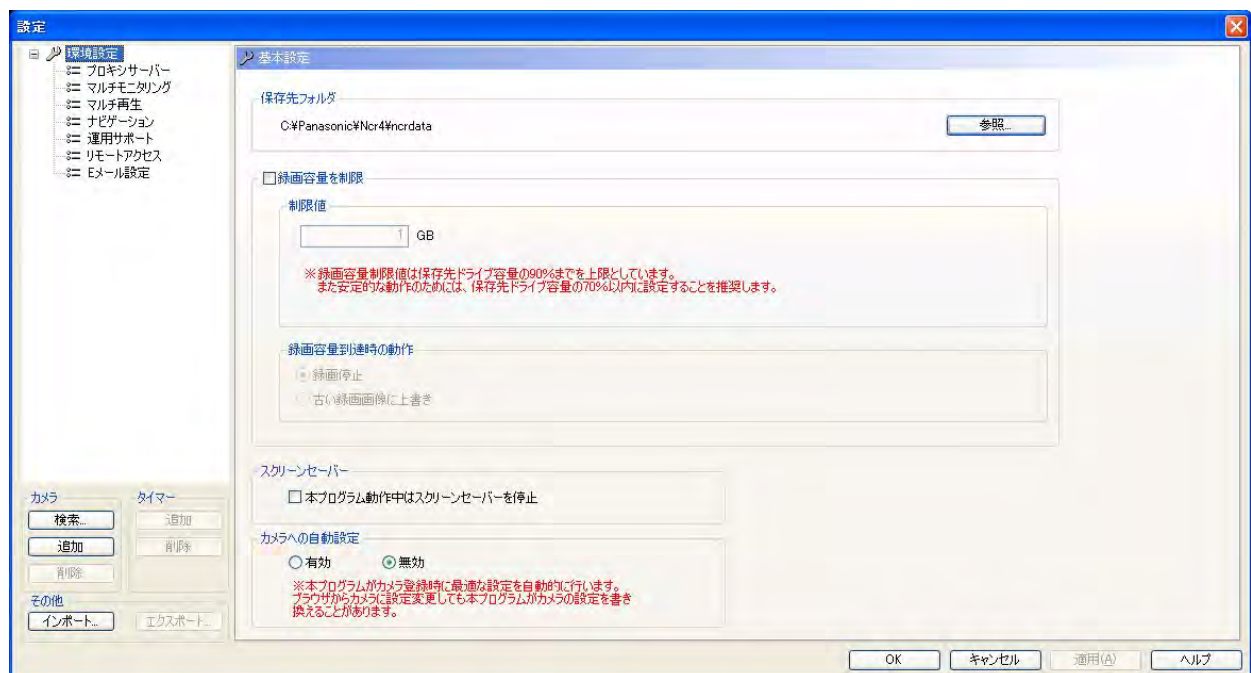 設定
環境設定
プロキシサーバー
マルチモニタリング
マルチ再生
ナビゲーション
運用サポート
リモートアクセス
Eメール設定
カメラ
検索...
追加
削除
タイマー
追加
削除
その他
インポート...
エクスポート...
基本設定
保存先フォルダ
C:¥Panasonic¥Ncr4¥ncrdata
参照...
録画容量を制限
制限値
1 GB
※録画容量制限値は保存先ドライブ容量の90%までを上限としています。
また安定的な動作のためには、保存先ドライブ容量の70%以内に設定することを推奨します。
録画容量到達時の動作
録画停止
古い録画画像に上書き
スクリーンセーバー
本プログラム動作中はスクリーンセーバーを停止
カメラへの自動設定
有効 無効
※本プログラムがカメラ登録時に最適な設定を自動的に行います。
ブラウザからカメラに設定変更しても本プログラムがカメラの設定を書き
換えることがあります。
OK キャンセル 適用(A) ヘルプ